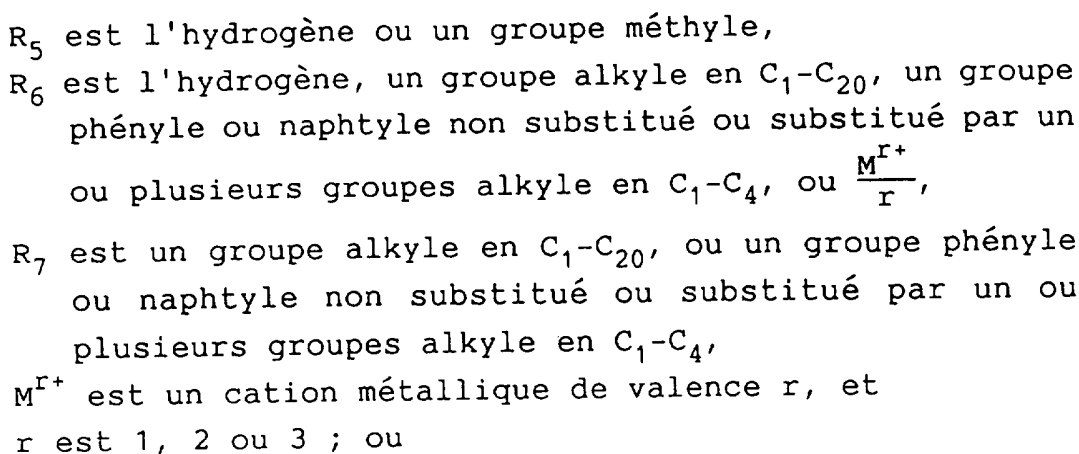 R₅ est l'hydrogène ou un groupe méthyle,
R₆ est l'hydrogène, un groupe alkyle en C₁-C₂₀, un groupe
phényle ou naphtyle non substitué ou substitué par un
ou plusieurs groupes alkyle en C₁-C₄, ou Mʳ⁺/r,
R₇ est un groupe alkyle en C₁-C₂₀, ou un groupe phényle
ou naphtyle non substitué ou substitué par un ou
plusieurs groupes alkyle en C₁-C₄,
Mʳ⁺ est un cation métallique de valence r, et
r est 1, 2 ou 3 ; ou